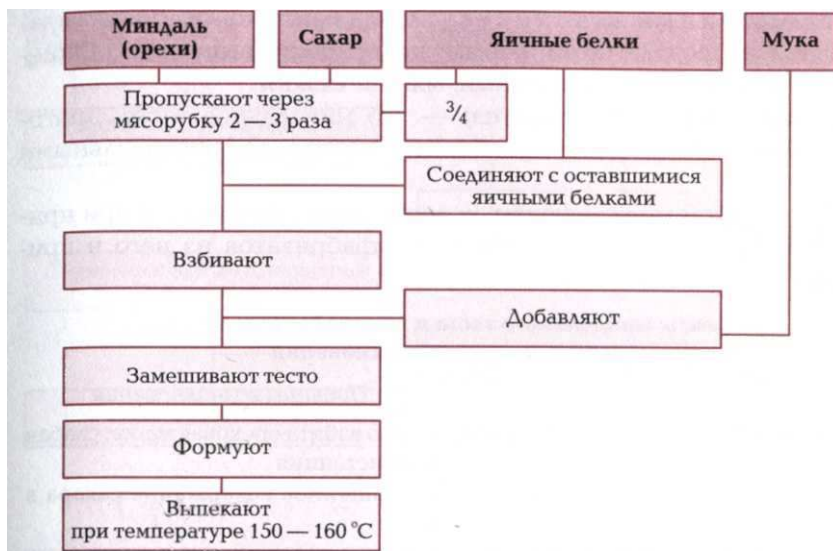 Миндаль
(орехи)
Сахар
Яичные белки
Мука
Пропускают через
мясорубку 2 — 3 раза
3/4
Соединяют с оставшимися
яичными белками
Взбивают
Добавляют
Замешивают тесто
Формуют
Выпекают
при температуре 150 — 160 °С